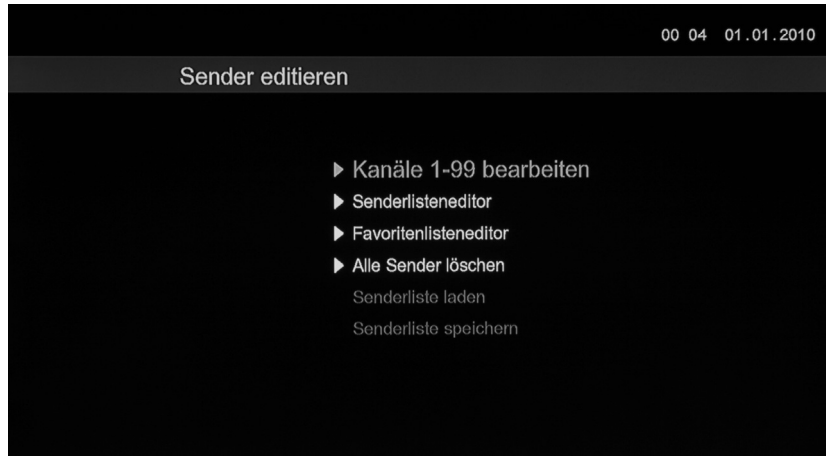 00 04 01.01.2010
Sender editieren
Kanäle 1-99 bearbeiten
Senderlisteneditor
Favoritenlisteneditor
Alle Sender löschen
Senderliste laden
Senderliste speichern